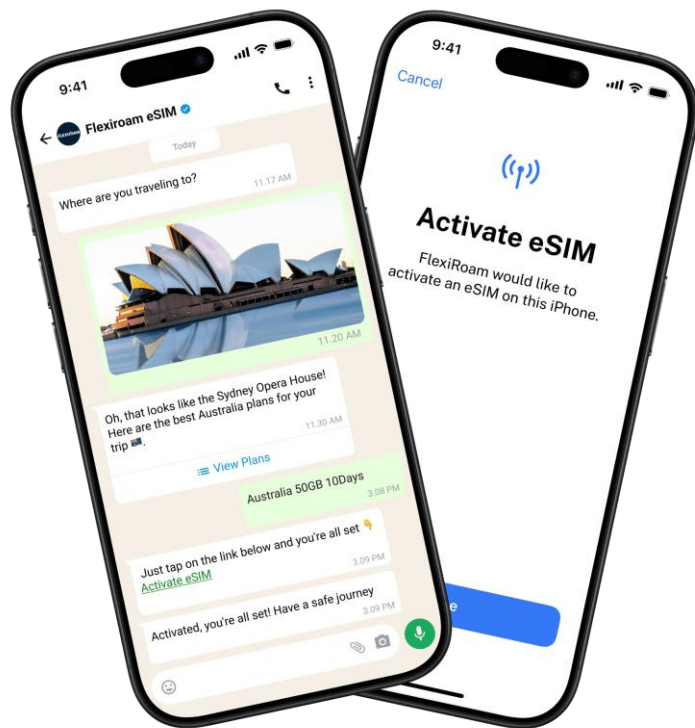 9:41
Flexiroam eSIM
Today
Where are you traveling to?
11.17 AM
11.20 AM
Oh, that looks like the Sydney Opera House!
Here are the best Australia plans for your
trip 🇦🇺.
11.30 AM
View Plans
Australia 50GB 10Days
3.08 PM
Just tap on the link below and you're all set 👇
Activate eSIM
3.09 PM
Activated, you're all set! Have a safe journey
3.09 PM
9:41
Cancel
Activate eSIM
FlexiRoam would like to
activate an eSIM on this iPhone.